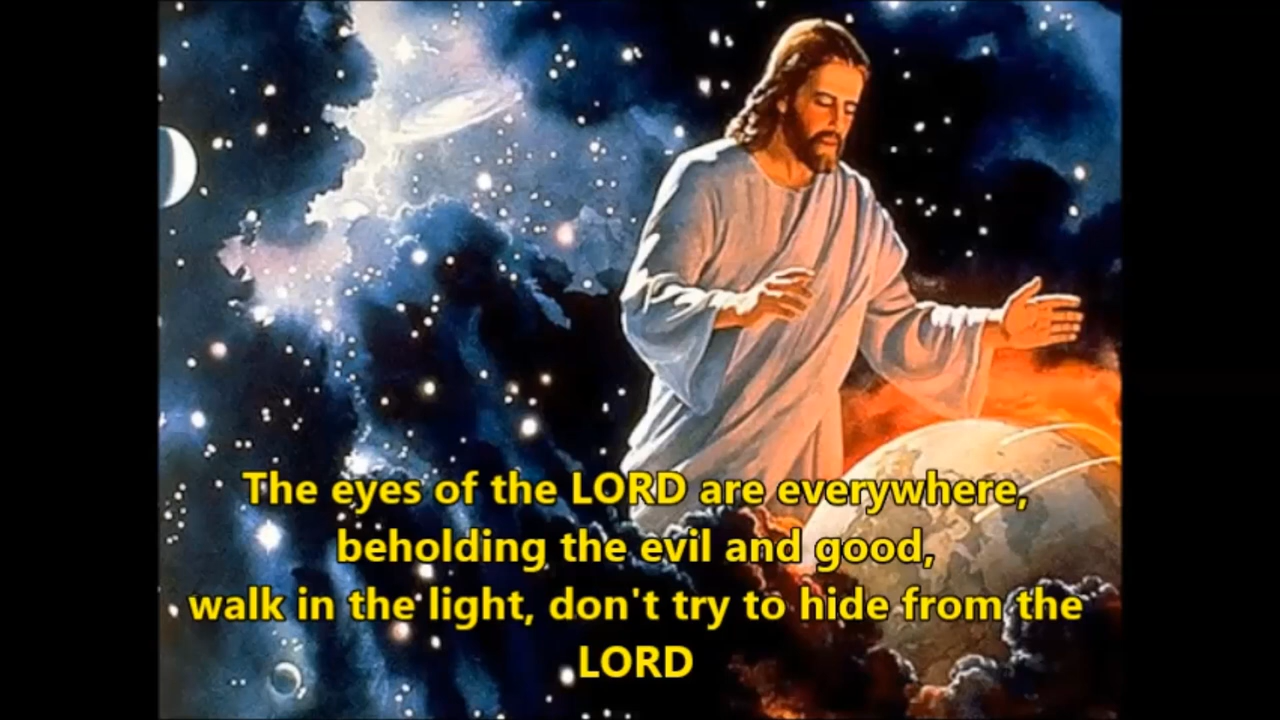 The eyes of the LORD are everywhere,
beholding the evil and good,
walk in the light, don't try to hide from the
LORD